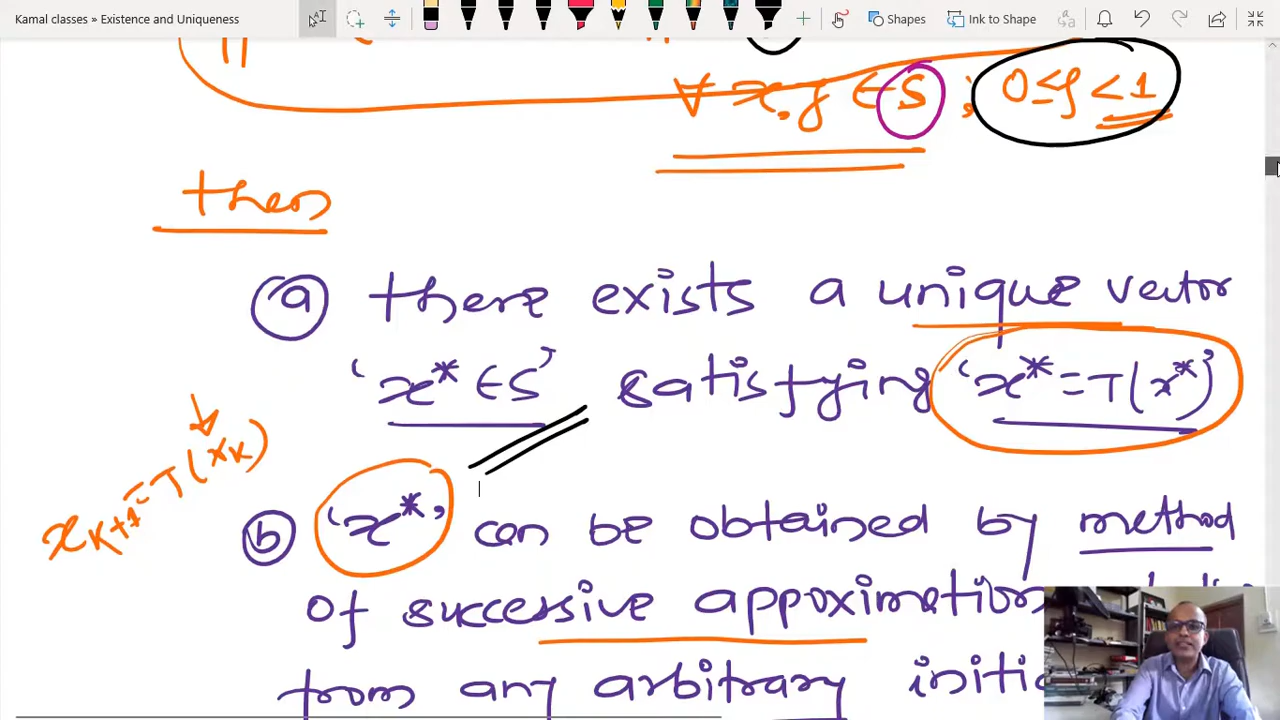 Kamal classes » Existence and Uniqueness
Shapes
Ink to Shape
∀ x, y ∈ S ; 0 ≤ ρ < 1
then
(a) there exists a unique vector
'x* ∈ S' satisfying 'x* = T(x*)'
x_{K+1} = T(x_K)
(b) 'x*' can be obtained by method
of successive appoximation
from any arbitrary